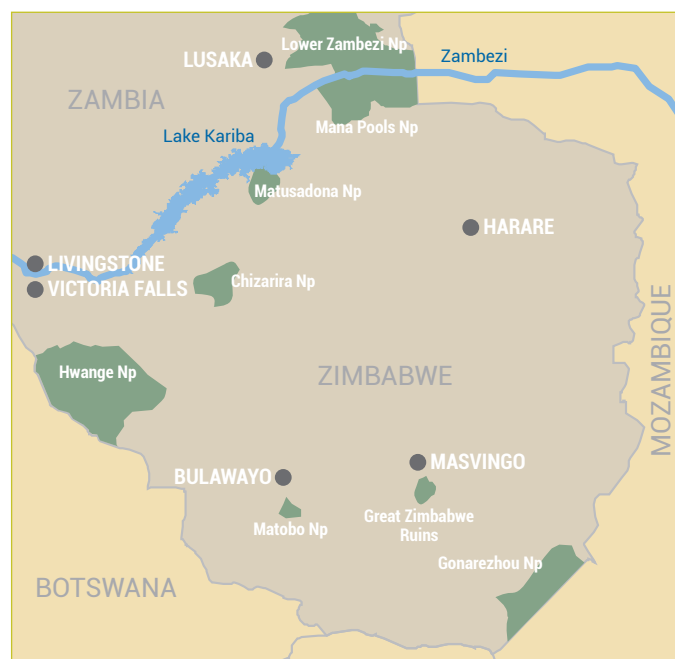 Lower Zambezi Np
LUSAKA
Zambezi
ZAMBIA
Mana Pools Np
Lake Kariba
Matusadona Np
HARARE
LIVINGSTONE
Chizarira Np
VICTORIA FALLS
MOZAMBIQUE
Hwange Np
ZIMBABWE
MASVINGO
BULAWAYO
Great Zimbabwe
Ruins
Matobo Np
Gonarezhou Np
BOTSWANA